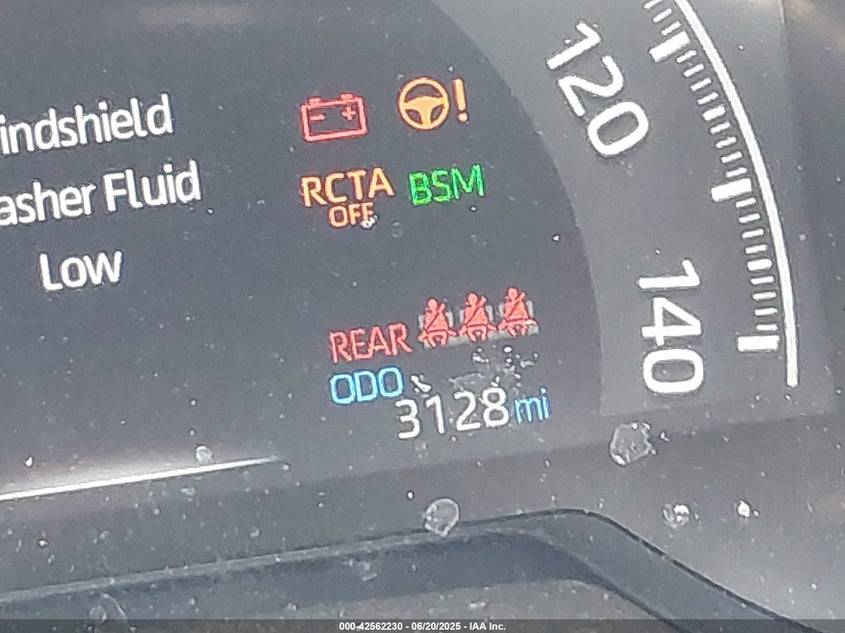 indshield
asher Fluid
Low
RCTA
OFF
BSM
REAR
ODO
3128 mi
120
140
000-42562230 - 06/20/2025 - IAA Inc.